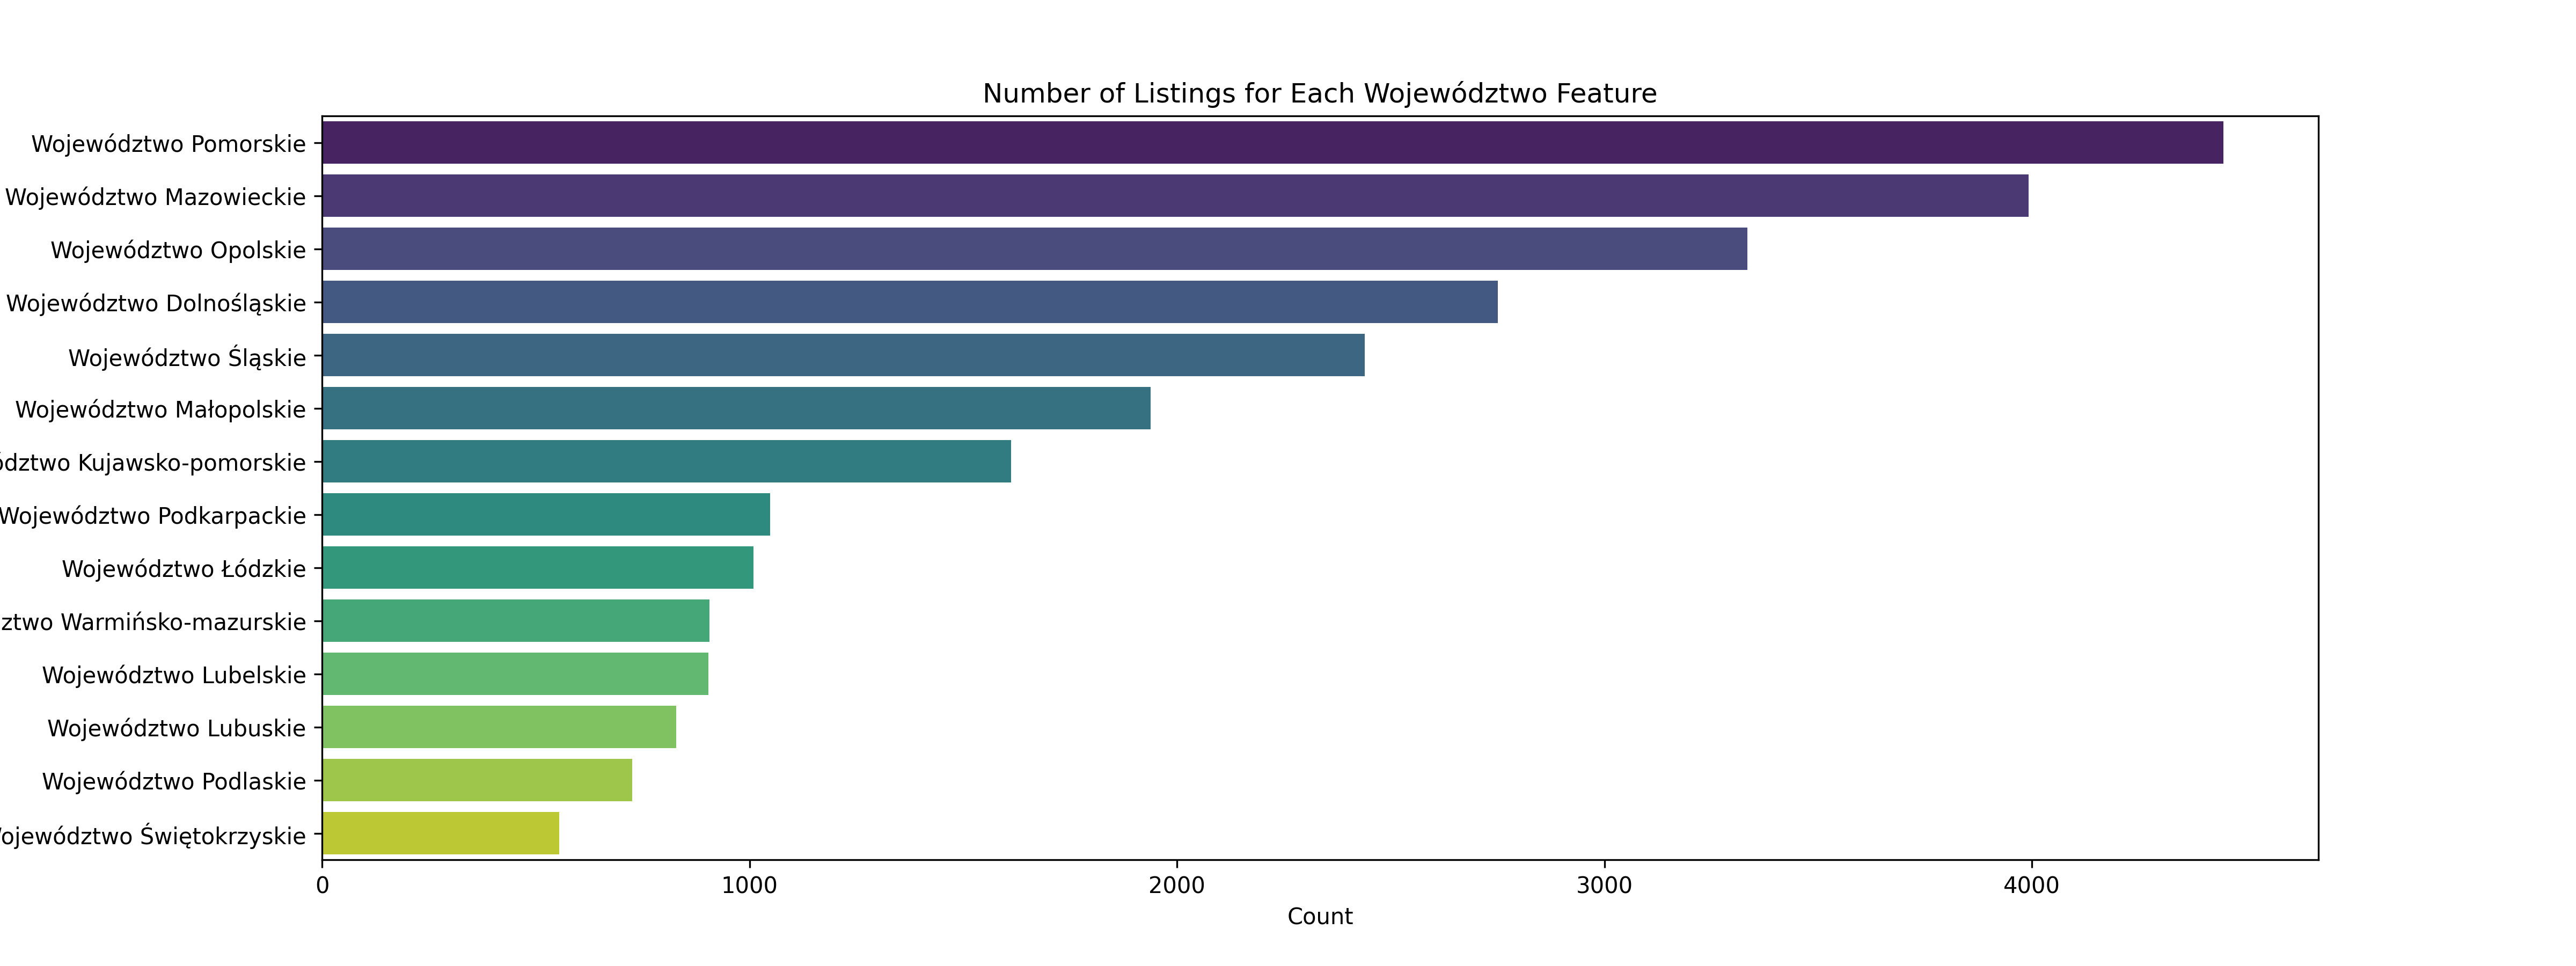 Number of Listings for Each Województwo Feature
Województwo Pomorskie
Województwo Mazowieckie
Województwo Opolskie
Województwo Dolnośląskie
Województwo Śląskie
Województwo Małopolskie
ództwo Kujawsko-pomorskie
Województwo Podkarpackie
Województwo Łódzkie
ztwo Warmińsko-mazurskie
Województwo Lubelskie
Województwo Lubuskie
Województwo Podlaskie
ojewództwo Świętokrzyskie
0 1000 2000 3000 4000
Count